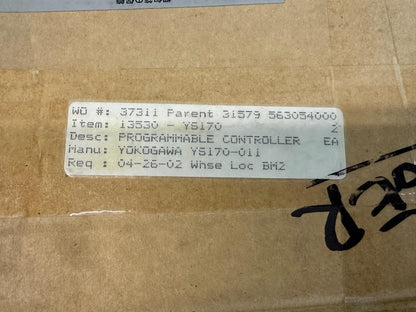 WO #: 37311 Parent 31579 563054000
Item: 13530 - YS170 2
Desc: PROGRAMMABLE CONTROLLER EA
Manu: YOKOGAWA YS170-011
Req : 04-26-02 Whse Loc BM2